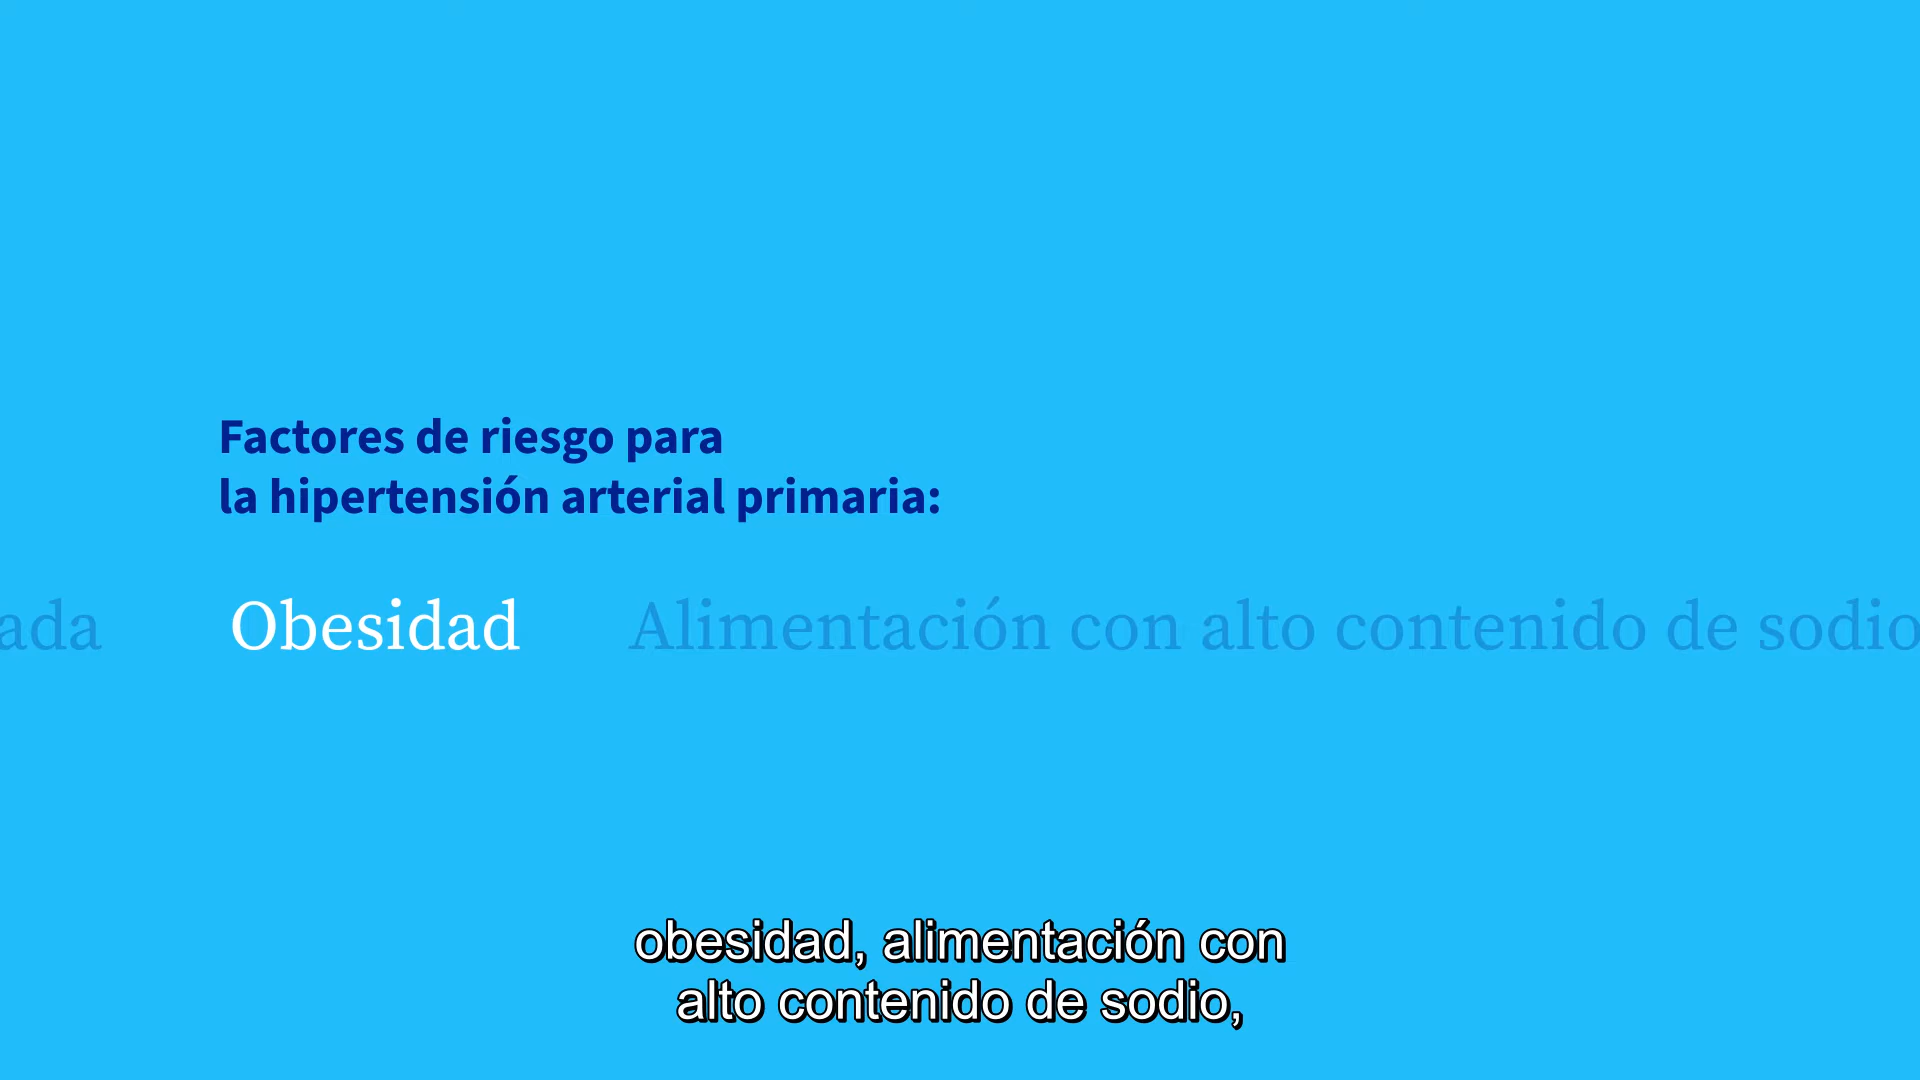 Factores de riesgo para
la hipertensión arterial primaria:
Obesidad Alimentación con alto contenido de sodio
obesidad, alimentación con
alto contenido de sodio,